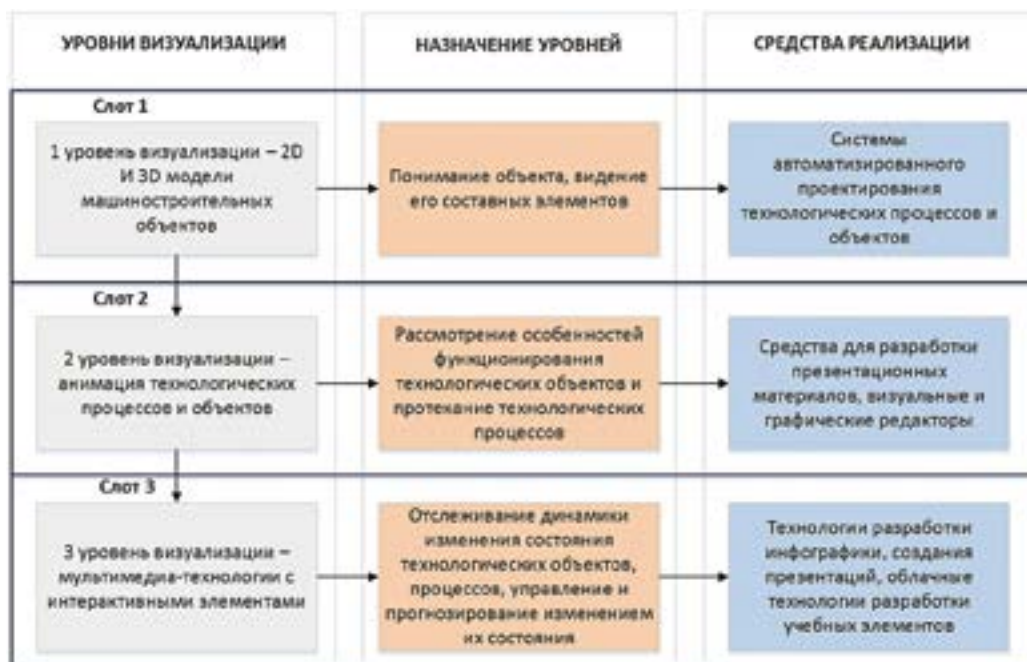 УРОВНИ ВИЗУАЛИЗАЦИИ
НАЗНАЧЕНИЕ УРОВНЕЙ
СРЕДСТВА РЕАЛИЗАЦИИ
Слот 1
1 уровень визуализации – 2D
И 3D модели
машиностроительных
объектов
Понимание объекта, видение
его составных элементов
Системы
автоматизированного
проектирования
технологических процессов и
объектов
Слот 2
2 уровень визуализации –
анимация технологических
процессов и объектов
Рассмотрение особенностей
функционирования
технологических объектов и
протекание технологических
процессов
Средства для разработки
презентационных
материалов, визуальные и
графические редакторы
Слот 3
3 уровень визуализации –
мультимедиа-технологии с
интерактивными элементами
Отслеживание динамики
изменения состояния
технологических объектов,
процессов, управление и
прогнозирование изменением
их состояния
Технологии разработки
инфографики, создания
презентаций, облачные
технологии разработки
учебных элементов